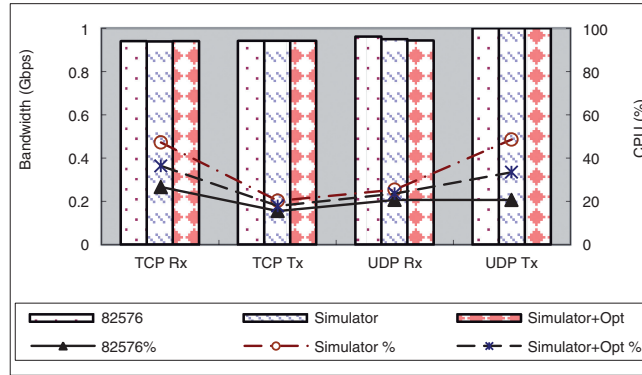 1
0.8
0.6
0.4
0.2
0
Bandwidth (Gbps)
100
80
60
40
20
0
CPU (%)
TCP Rx TCP Tx UDP Rx UDP Tx
82576 Simulator Simulator+Opt
82576% Simulator % Simulator+Opt %